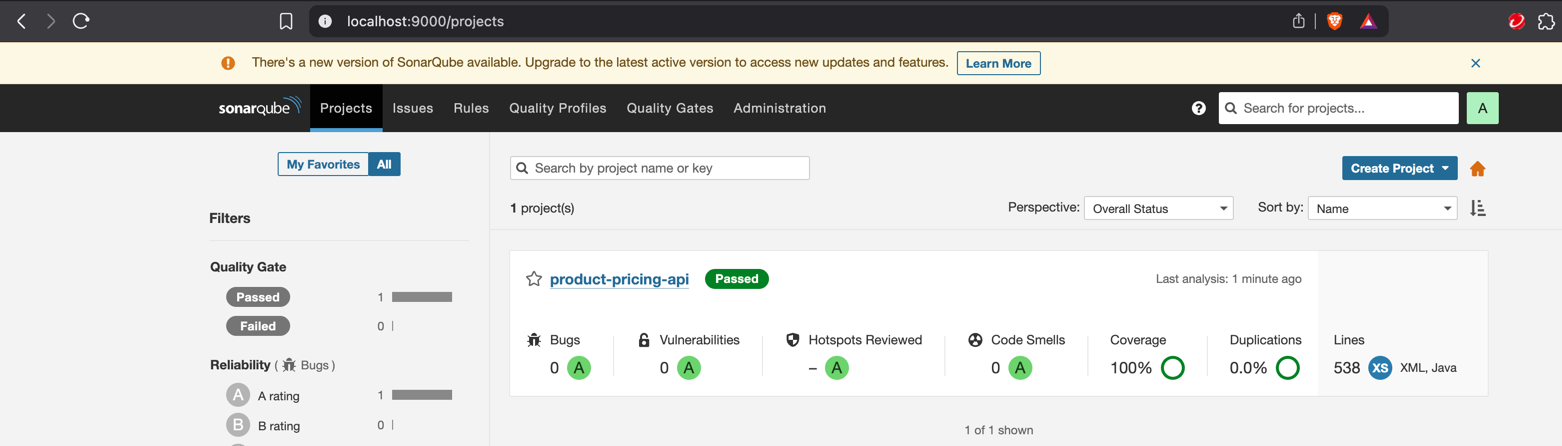 localhost:9000/projects
There's a new version of SonarQube available. Upgrade to the latest active version to access new updates and features. Learn More
sonarqube Projects Issues Rules Quality Profiles Quality Gates Administration ? Search for projects... A
My Favorites All
Search by project name or key
Create Project
1 project(s)
Perspective: Overall Status
Sort by: Name
Filters
Quality Gate
Passed 1
Failed 0
Reliability ( Bugs )
A A rating 1
B B rating 0
product-pricing-api Passed Last analysis: 1 minute ago
Bugs Vulnerabilities Hotspots Reviewed Code Smells Coverage Duplications Lines
0 A 0 A – A 0 A 100% 0.0% 538 XS XML, Java
1 of 1 shown